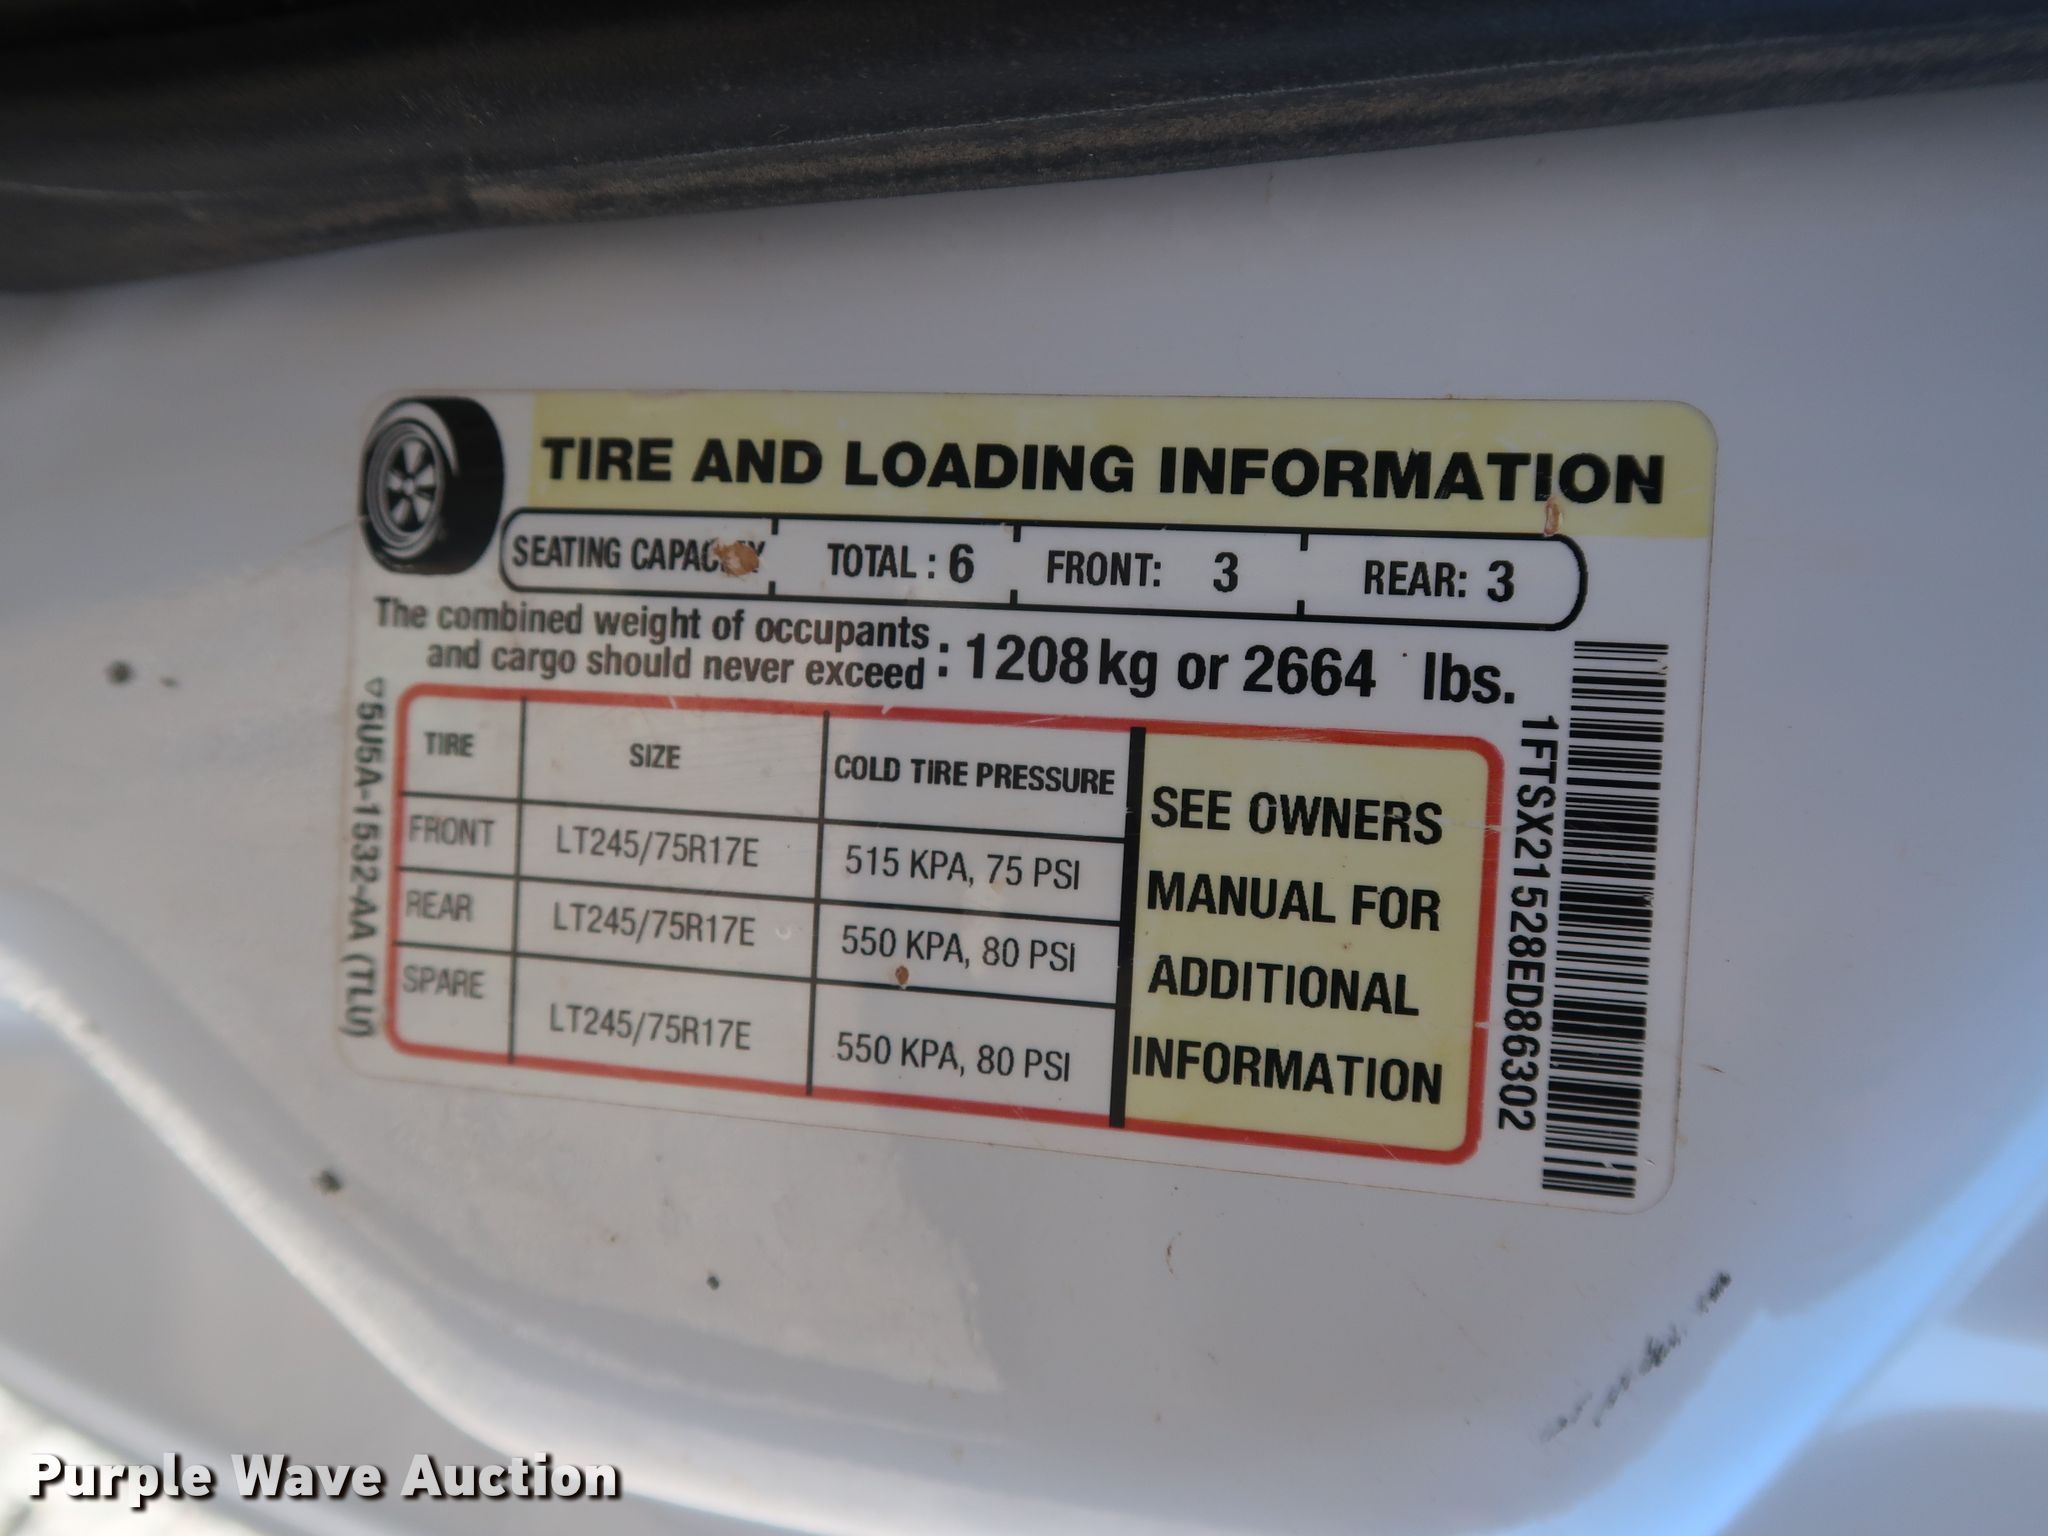 TIRE AND LOADING INFORMATION
SEATING CAPACITY TOTAL : 6 FRONT: 3 REAR: 3
The combined weight of occupants
and cargo should never exceed : 1208 kg or 2664 lbs.
TIRE SIZE COLD TIRE PRESSURE
FRONT LT245/75R17E 515 KPA, 75 PSI
REAR LT245/75R17E 550 KPA, 80 PSI
SPARE LT245/75R17E 550 KPA, 80 PSI
SEE OWNERS
MANUAL FOR
ADDITIONAL
INFORMATION
5U5A-1532-AA (TLU)
1FTSX21528ED86302
Purple Wave Auction